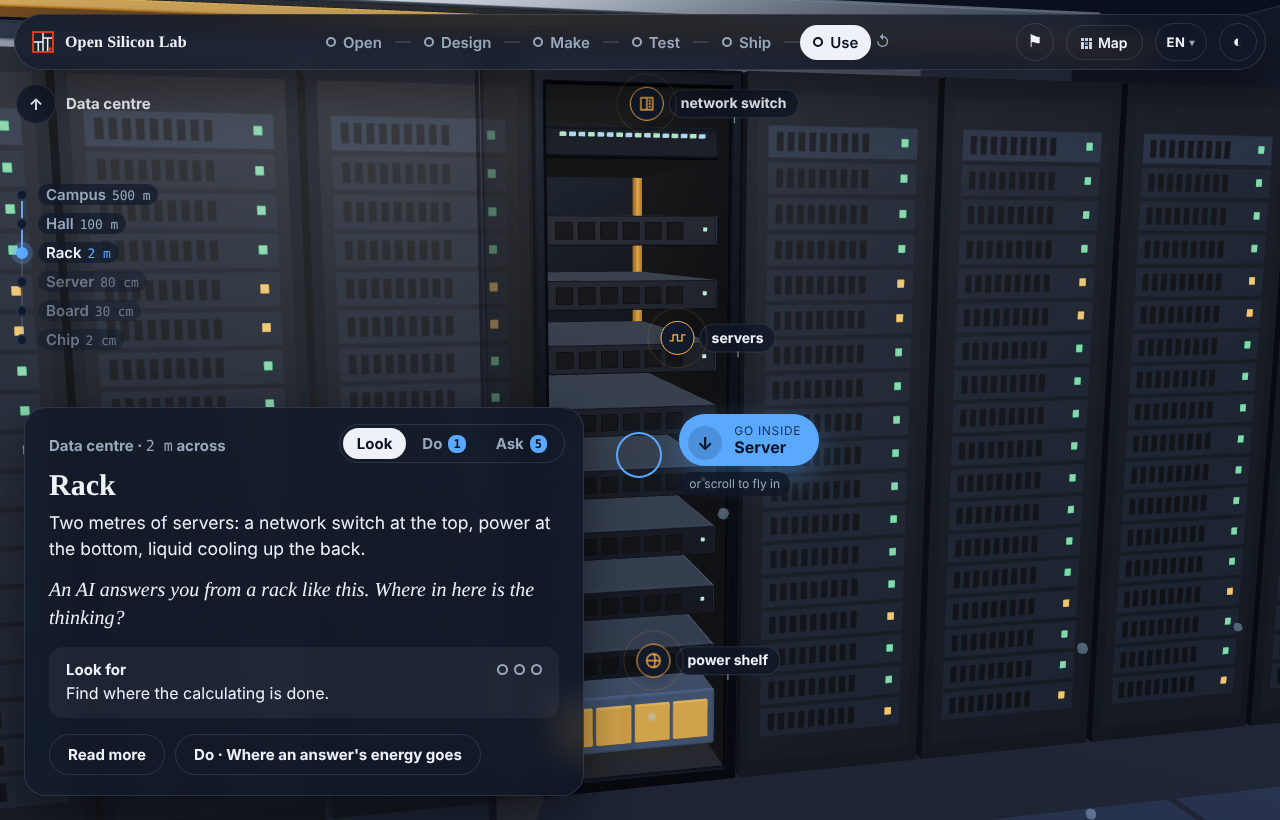 Open Silicon Lab
Open
Design
Make
Test
Ship
Use
Map
EN
Data centre
network switch
Campus 500 m
Hall 100 m
Rack 2 m
Server 80 cm
Board 30 cm
Chip 2 cm
servers
GO INSIDE
Server
or scroll to fly in
Data centre · 2 m across
Look
Do 1
Ask 5
Rack
Two metres of servers: a network switch at the top, power at
the bottom, liquid cooling up the back.
An AI answers you from a rack like this. Where in here is the
thinking?
Look for
Find where the calculating is done.
power shelf
Read more
Do · Where an answer's energy goes